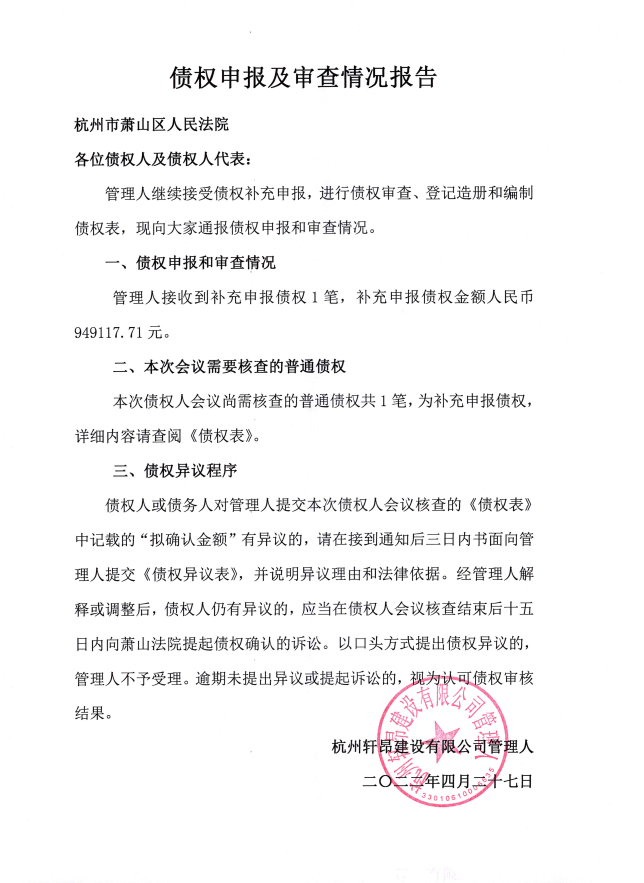 债权申报及审查情况报告
杭州市萧山区人民法院
各位债权人及债权人代表：
管理人继续接受债权补充申报，进行债权审查、登记造册和编制
债权表，现向大家通报债权申报和审查情况。
一、债权申报和审查情况
管理人接收到补充申报债权 1 笔，补充申报债权金额人民币
949117.71 元。
二、本次会议需要核查的普通债权
本次债权人会议尚需核查的普通债权共 1 笔，为补充申报债权，
详细内容请查阅《债权表》。
三、债权异议程序
债权人或债务人对管理人提交本次债权人会议核查的《债权表》
中记载的“拟确认金额”有异议的，请在接到通知后三日内书面向管
理人提交《债权异议表》，并说明异议理由和法律依据。经管理人解
释或调整后，债权人仍有异议的，应当在债权人会议核查结束后十五
日内向萧山法院提起债权确认的诉讼。以口头方式提出债权异议的，
管理人不予受理。逾期未提出异议或提起诉讼的，视为认可债权审核
结果。
杭州轩昂建设有限公司管理人
杭州轩昂建设有限公司管理人
二〇二 年四月二十七日